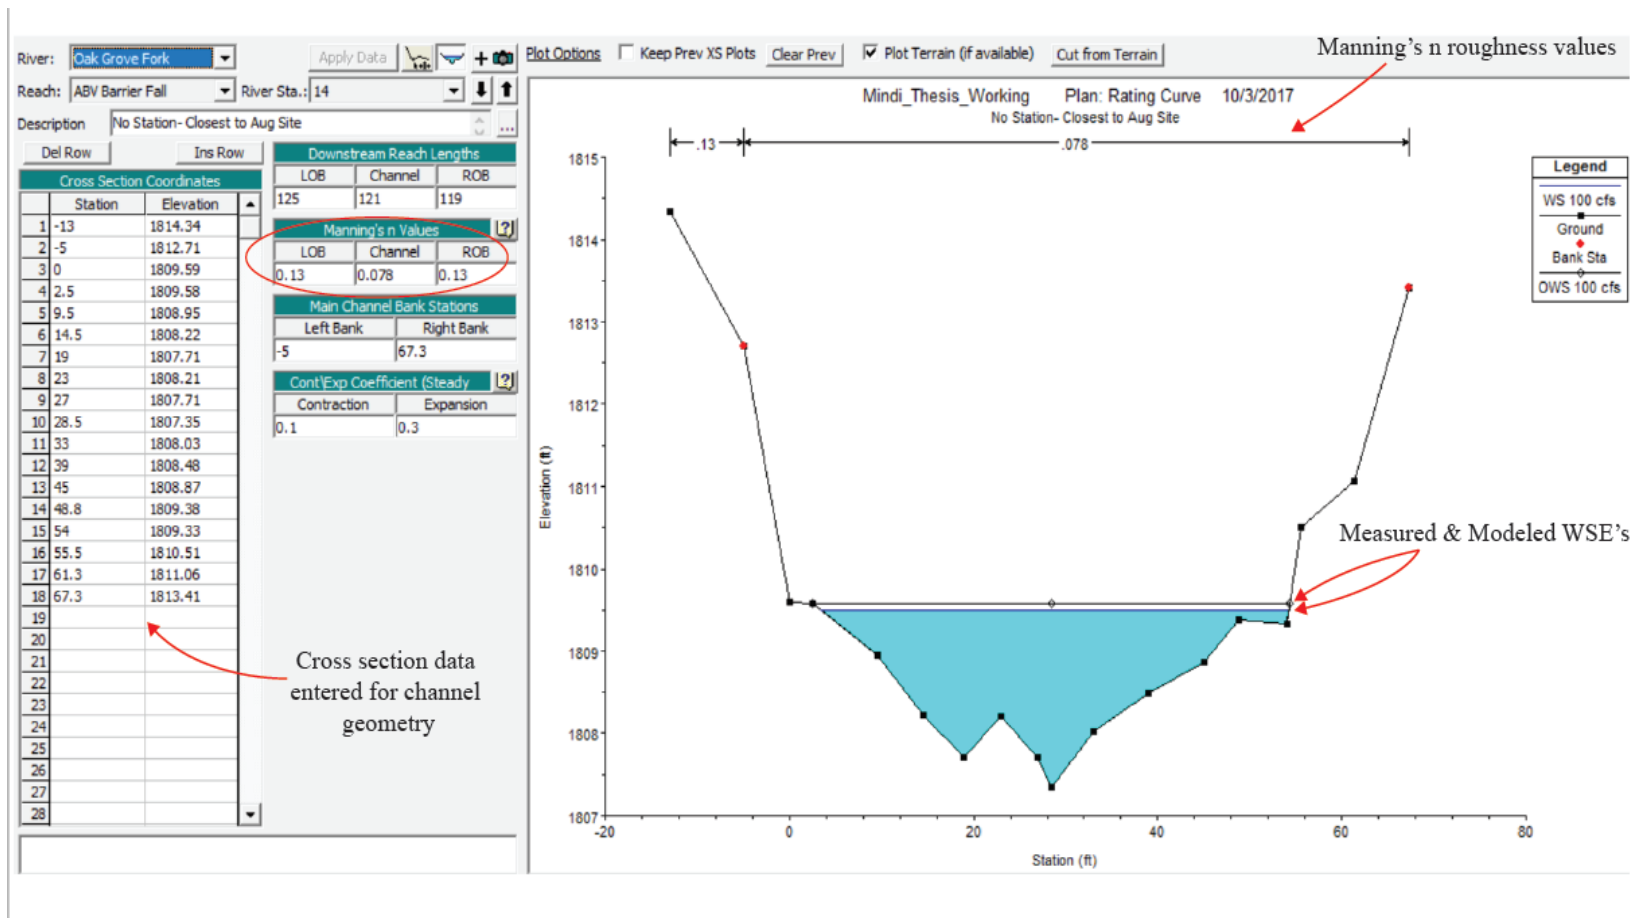 River: Oak Grove Fork Apply Data + Plot Options Keep Prev XS Plots Clear Prev Plot Terrain (if available) Cut from Terrain
Manning's n roughness values
Reach: ABV Barrier Fall River Sta.: 14
Description No Station- Closest to Aug Site ...
Del Row Ins Row
Cross Section Coordinates
Station Elevation
1 -13 1814.34
2 -5 1812.71
3 0 1809.59
4 2.5 1809.58
5 9.5 1808.95
6 14.5 1808.22
7 19 1807.71
8 23 1808.21
9 27 1807.71
10 28.5 1807.35
11 33 1808.03
12 39 1808.48
13 45 1808.87
14 48.8 1809.38
15 54 1809.33
16 55.5 1810.51
17 61.3 1811.06
18 67.3 1813.41
19
20
21
22
23
24
25
26
27
28
Downstream Reach Lengths
LOB Channel ROB
125 121 119
Manning's n Values ?
LOB Channel ROB
0.13 0.078 0.13
Main Channel Bank Stations
Left Bank Right Bank
-5 67.3
Cont\Exp Coefficient (Steady ?
Contraction Expansion
0.1 0.3
Cross section data
entered for channel
geometry
Mindi_Thesis_Working Plan: Rating Curve 10/3/2017
No Station- Closest to Aug Site
.13 .078
1815
1814
1813
1812
1811
1810
1809
1808
1807
Elevation (ft)
-20 0 20 40 60 80
Station (ft)
Legend
WS 100 cfs
Ground
Bank Sta
OWS 100 cfs
Measured & Modeled WSE's